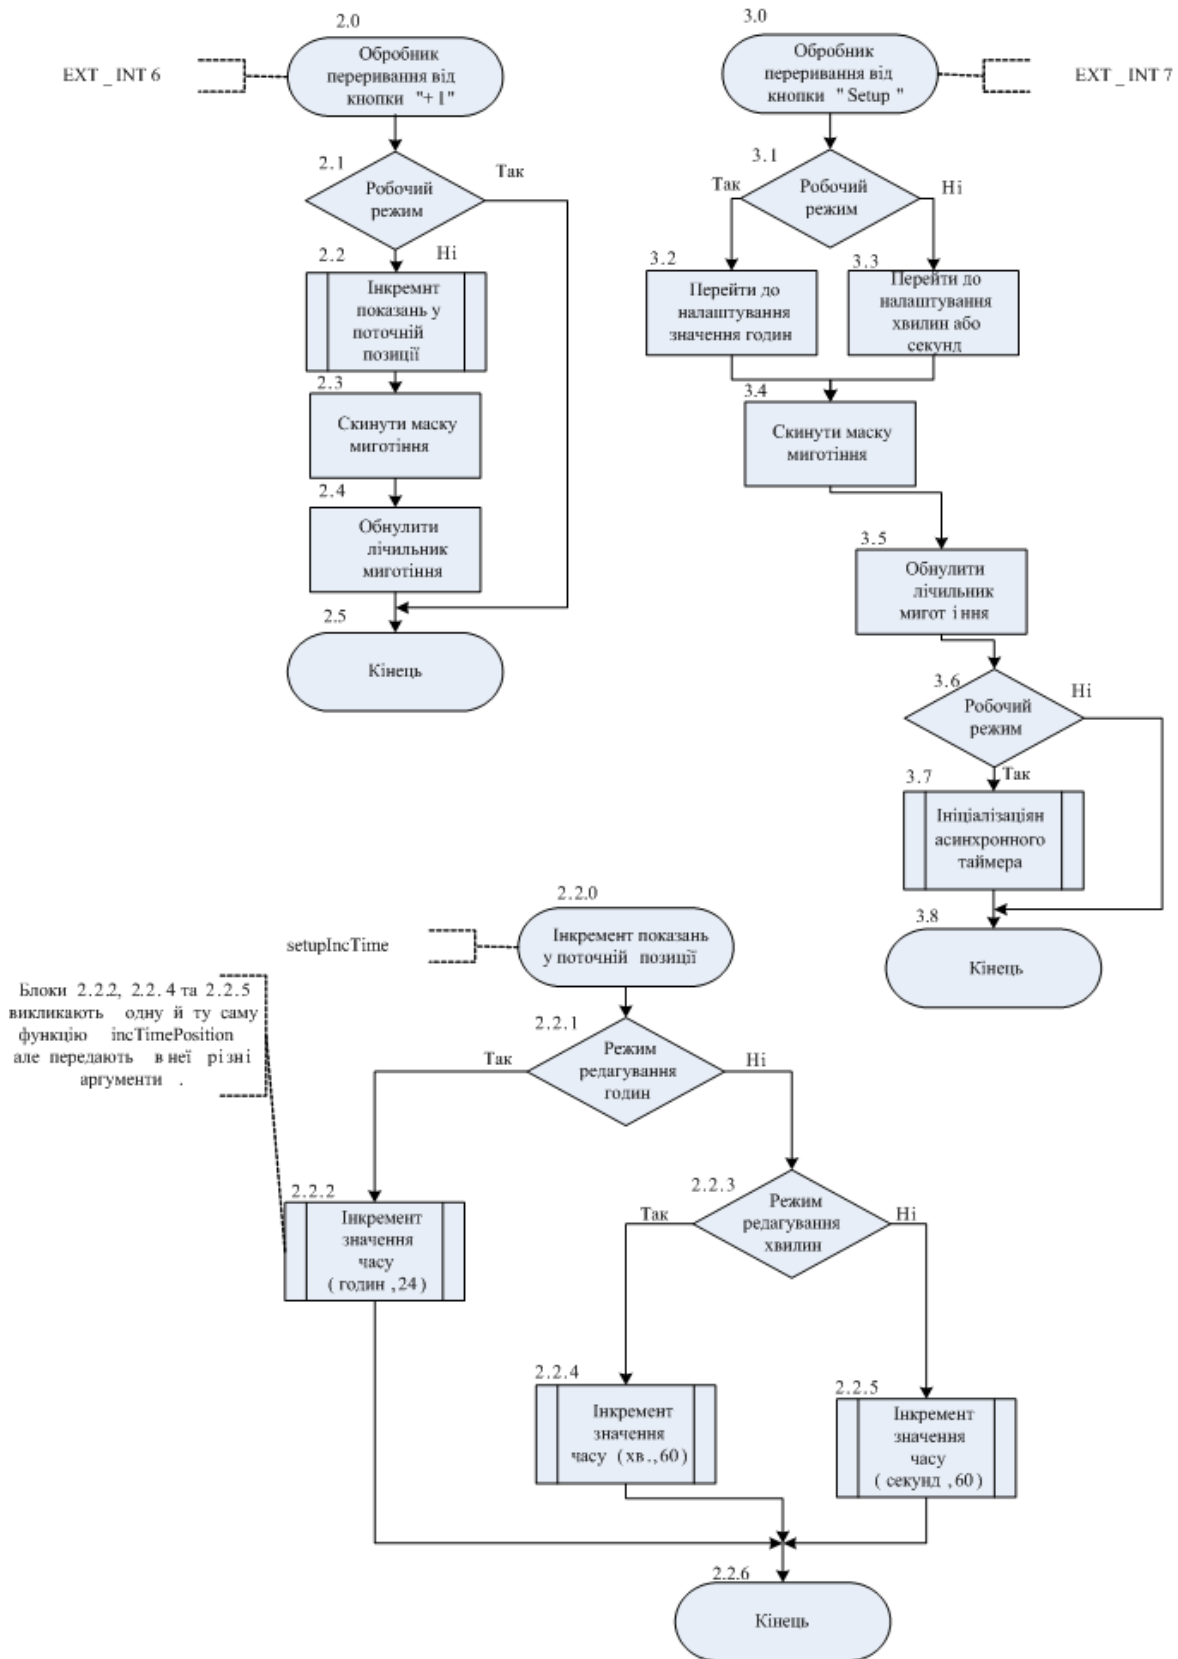 2.0
EXT _ INT 6
Обробник
переривання від
кнопки "+ 1"
2.1
Робочий
режим
Так
Ні
2.2
Інкремнт
показань у
поточній
позиції
2.3
Скинути маску
миготіння
2.4
Обнулити
лічильник
миготіння
2.5
Кінець
3.0
Обробник
переривання від
кнопки " Setup "
EXT _ INT 7
3.1
Так
Робочий
режим
Ні
3.2
Перейти до
налаштування
значення годин
3.3
Перейти до
налаштування
хвилин або
секунд
3.4
Скинути маску
миготіння
3.5
Обнулити
лічильник
мигот іння
3.6
Робочий
режим
Ні
Так
3.7
Ініціалізаціян
асинхронного
таймера
3.8
Кінець
2.2.0
setupIncTime
Інкремент показань
у поточній позиції
Блоки 2.2.2, 2.2. 4 та 2.2.5
викликають одну й ту саму
функцію incTimePosition
але передають в неї різні
аргументи .
2.2.1
Так
Режим
редагування
годин
Ні
2.2.2
Інкремент
значення
часу
( годин ,24 )
2.2.3
Так
Режим
редагування
хвилин
Ні
2.2.4
Інкремент
значення
часу (хв.,60)
2.2.5
Інкремент
значення
часу
( секунд ,60)
2.2.6
Кінець